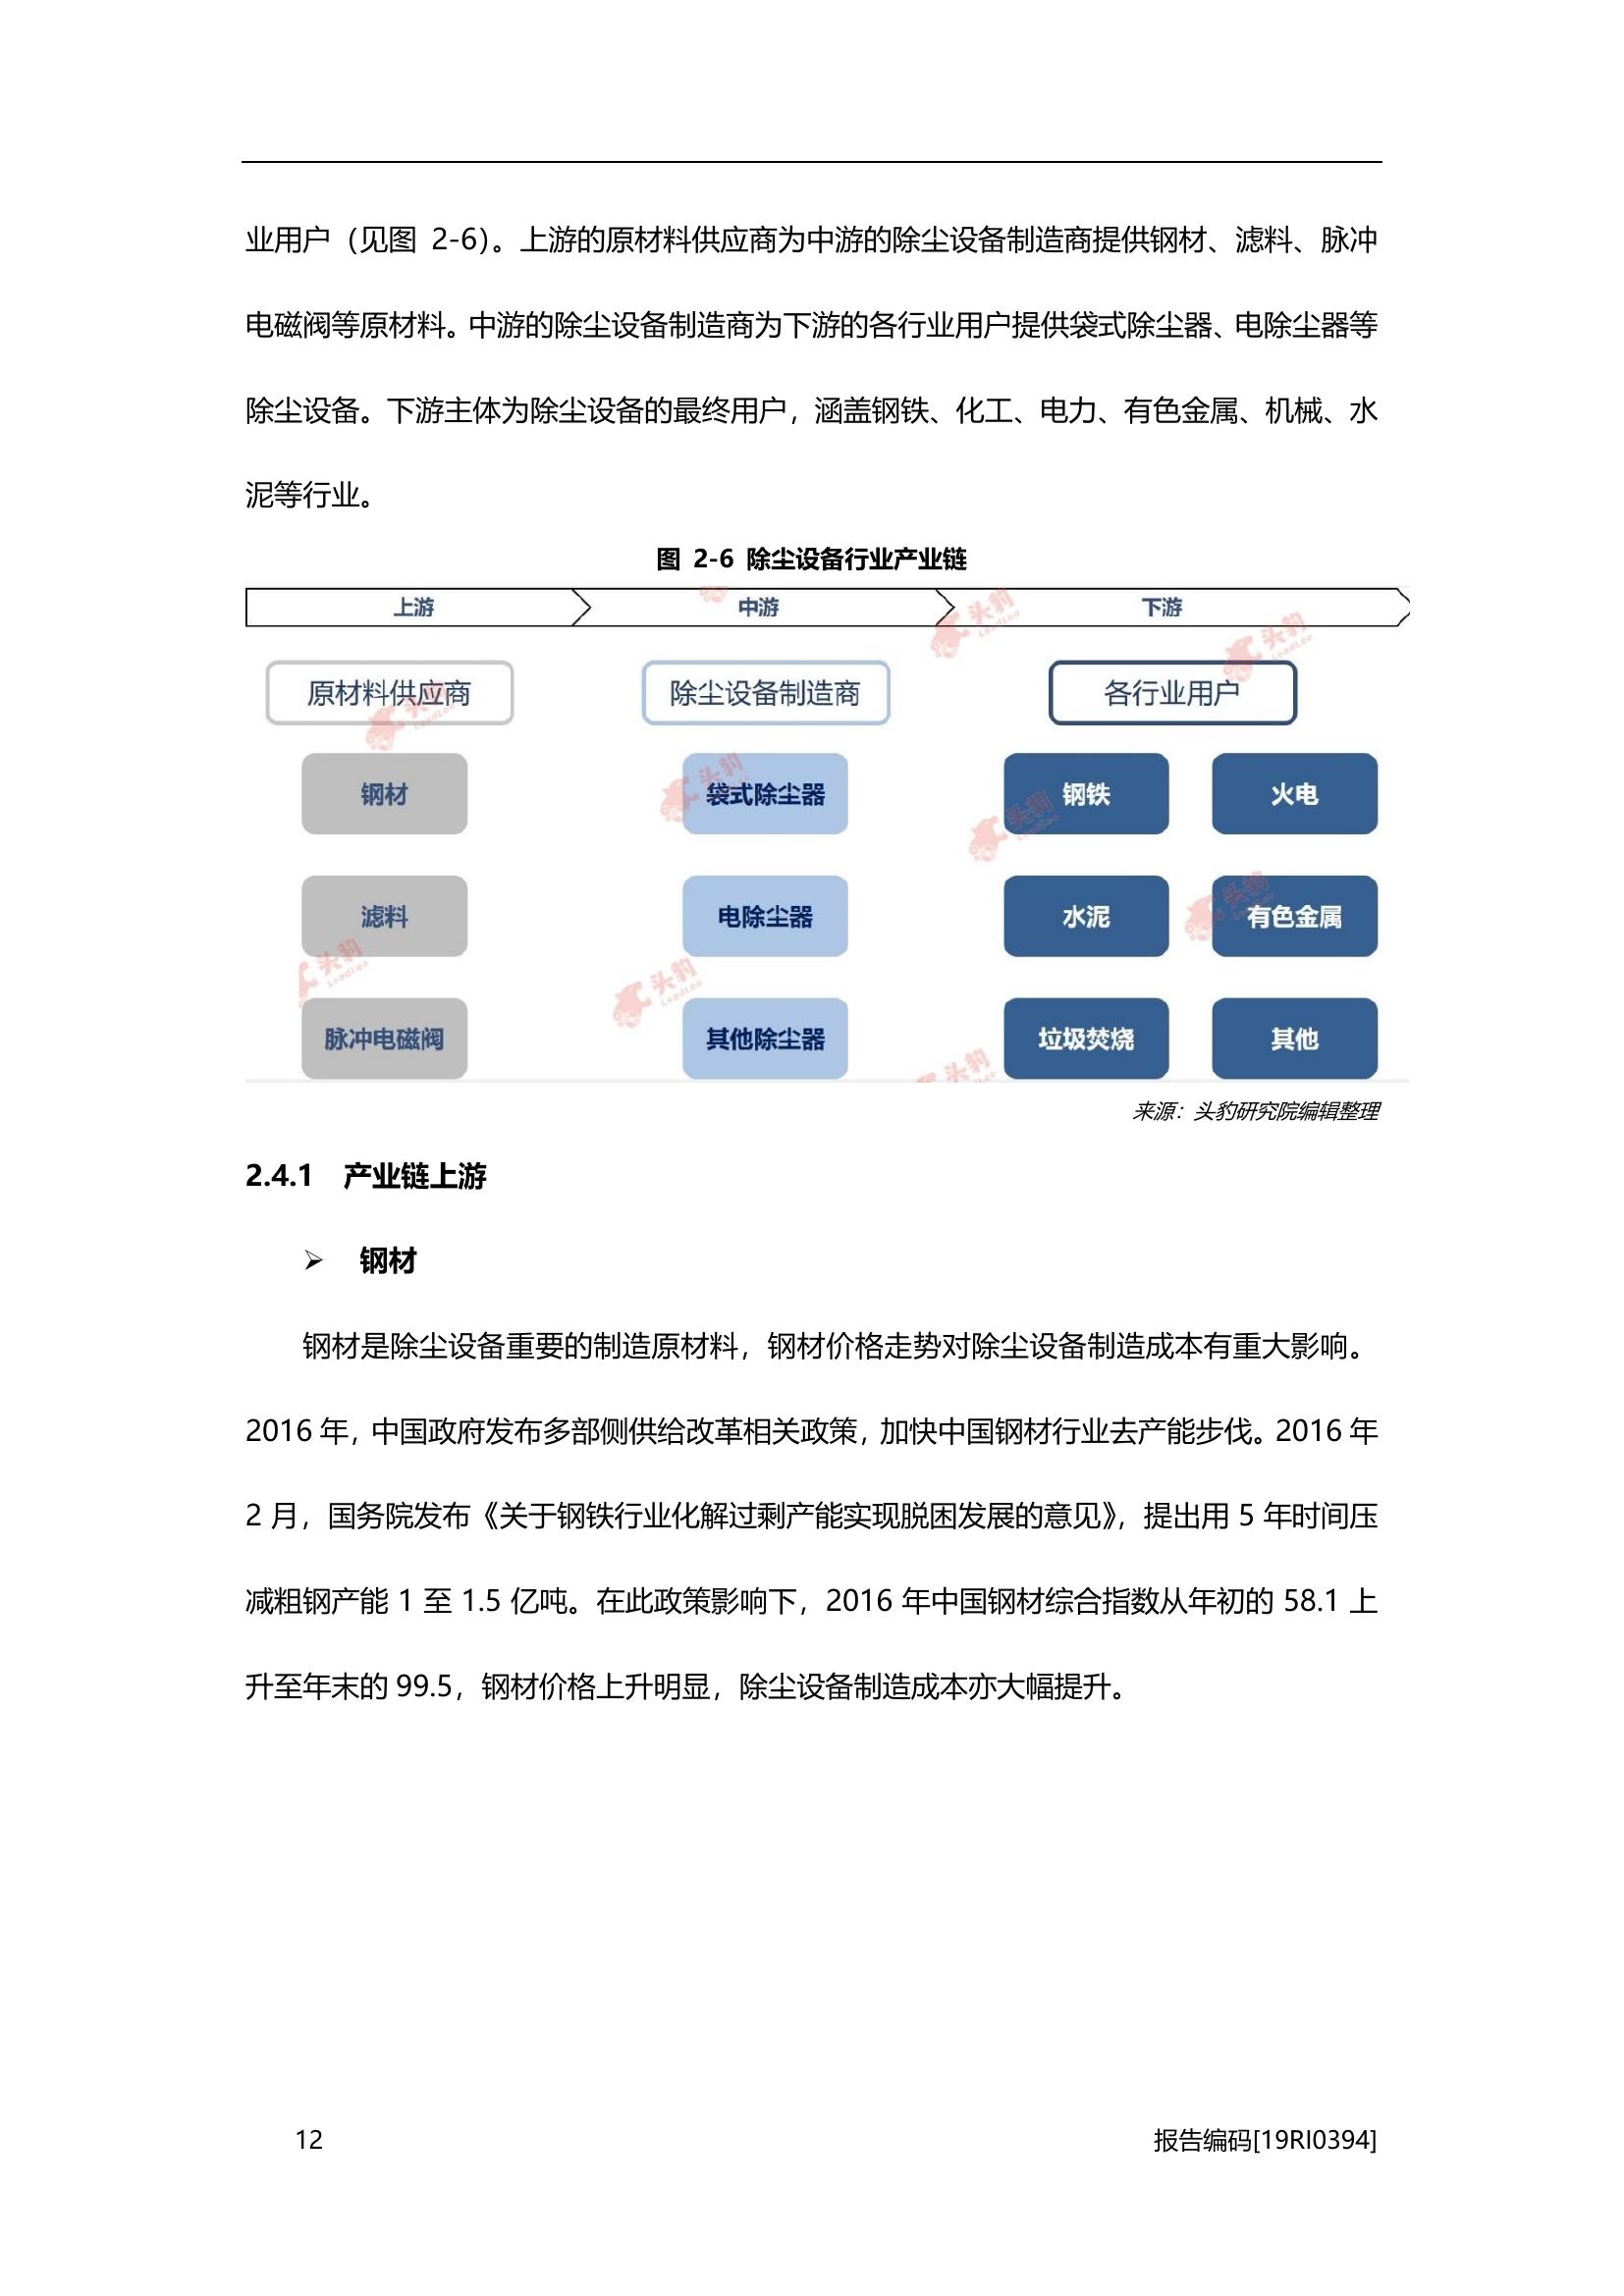 业用户（见图 2-6）。上游的原材料供应商为中游的除尘设备制造商提供钢材、滤料、脉冲
电磁阀等原材料。中游的除尘设备制造商为下游的各行业用户提供袋式除尘器、电除尘器等
除尘设备。下游主体为除尘设备的最终用户，涵盖钢铁、化工、电力、有色金属、机械、水
泥等行业。
图 2-6 除尘设备行业产业链
上游 中游 下游
原材料供应商 除尘设备制造商 各行业用户
钢材 袋式除尘器 钢铁 火电
滤料 电除尘器 水泥 有色金属
脉冲电磁阀 其他除尘器 垃圾焚烧 其他
头豹 LeadLeo
来源：头豹研究院编辑整理
2.4.1 产业链上游
➢ 钢材
钢材是除尘设备重要的制造原材料，钢材价格走势对除尘设备制造成本有重大影响。
2016 年，中国政府发布多部侧供给改革相关政策，加快中国钢材行业去产能步伐。2016 年
2 月，国务院发布《关于钢铁行业化解过剩产能实现脱困发展的意见》，提出用 5 年时间压
减粗钢产能 1 至 1.5 亿吨。在此政策影响下，2016 年中国钢材综合指数从年初的 58.1 上
升至年末的 99.5，钢材价格上升明显，除尘设备制造成本亦大幅提升。
12 报告编码[19RI0394]